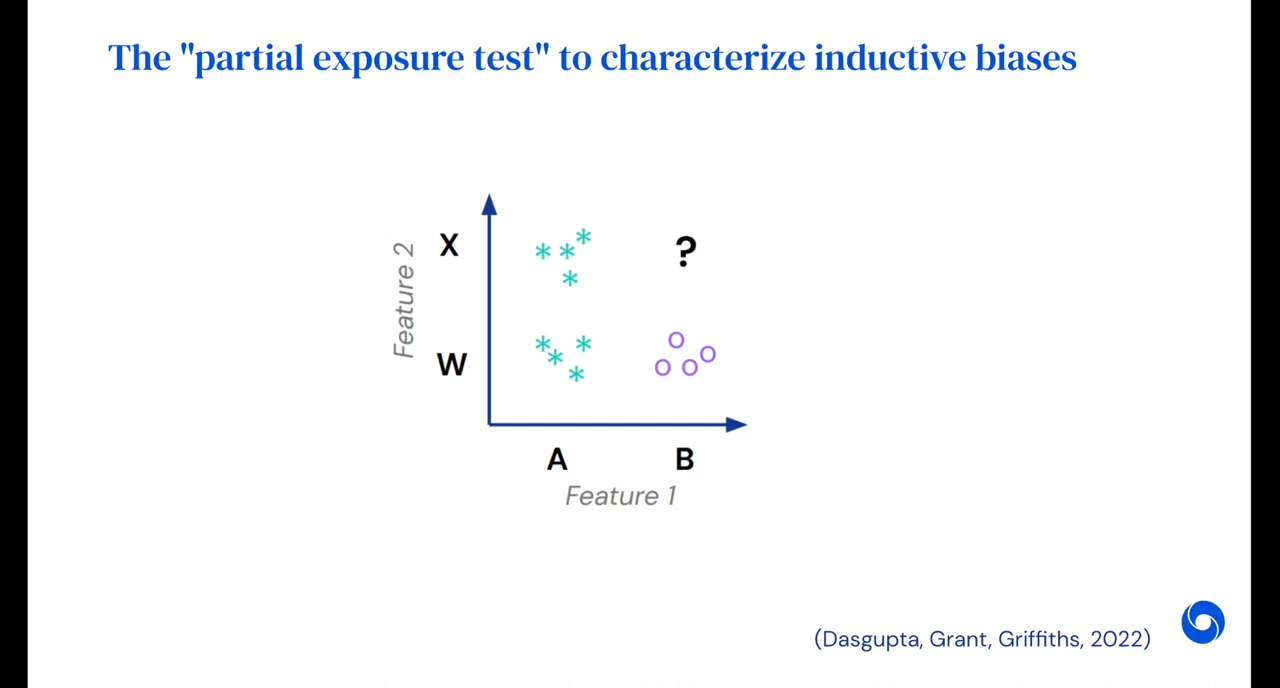 The "partial exposure test" to characterize inductive biases
Feature 2
X
?
W
A
B
Feature 1
(Dasgupta, Grant, Griffiths, 2022)